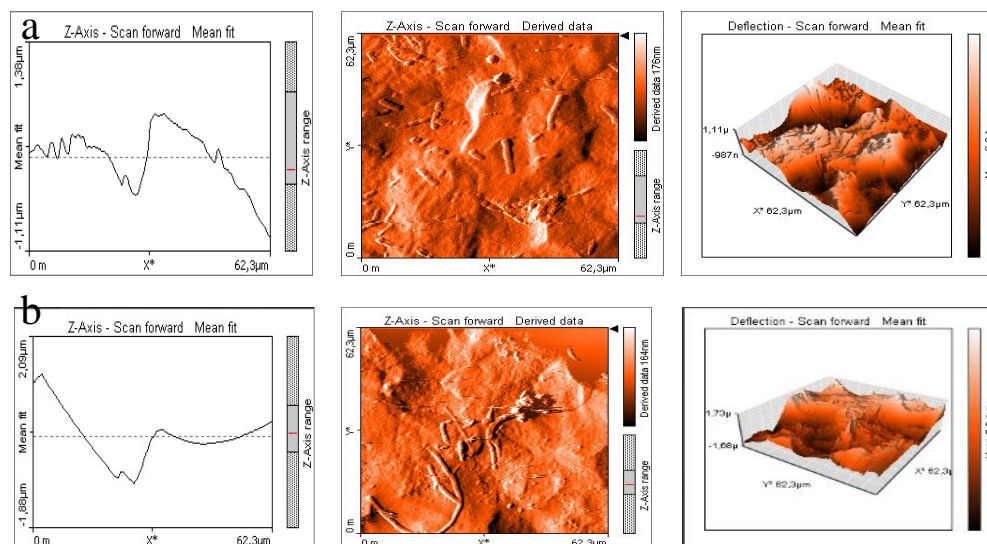 a
Z-Axis - Scan forward Mean fit
1,38µm
Mean fit
-1,11µm
Z-Axis range
0 m
X*
62,3µm
Z-Axis - Scan forward Derived data
62,3µm
Y*
0 m
Derived data 176nm
Z-Axis range
0 m
X*
62,3µm
Deflection - Scan forward Mean fit
1,11µ
-987n
X* 62,3µm
Y* 62,3µm
b
Z-Axis - Scan forward Mean fit
2,09µm
Mean fit
-1,88µm
Z-Axis range
0 m
X*
62,3µm
Z-Axis - Scan forward Derived data
62,3µm
Y*
0 m
Derived data 164nm
Z-Axis range
0 m
X*
62,3µm
Deflection - Scan forward Mean fit
1,73µ
-1,68µ
Y* 62,3µm
X* 62,3µ